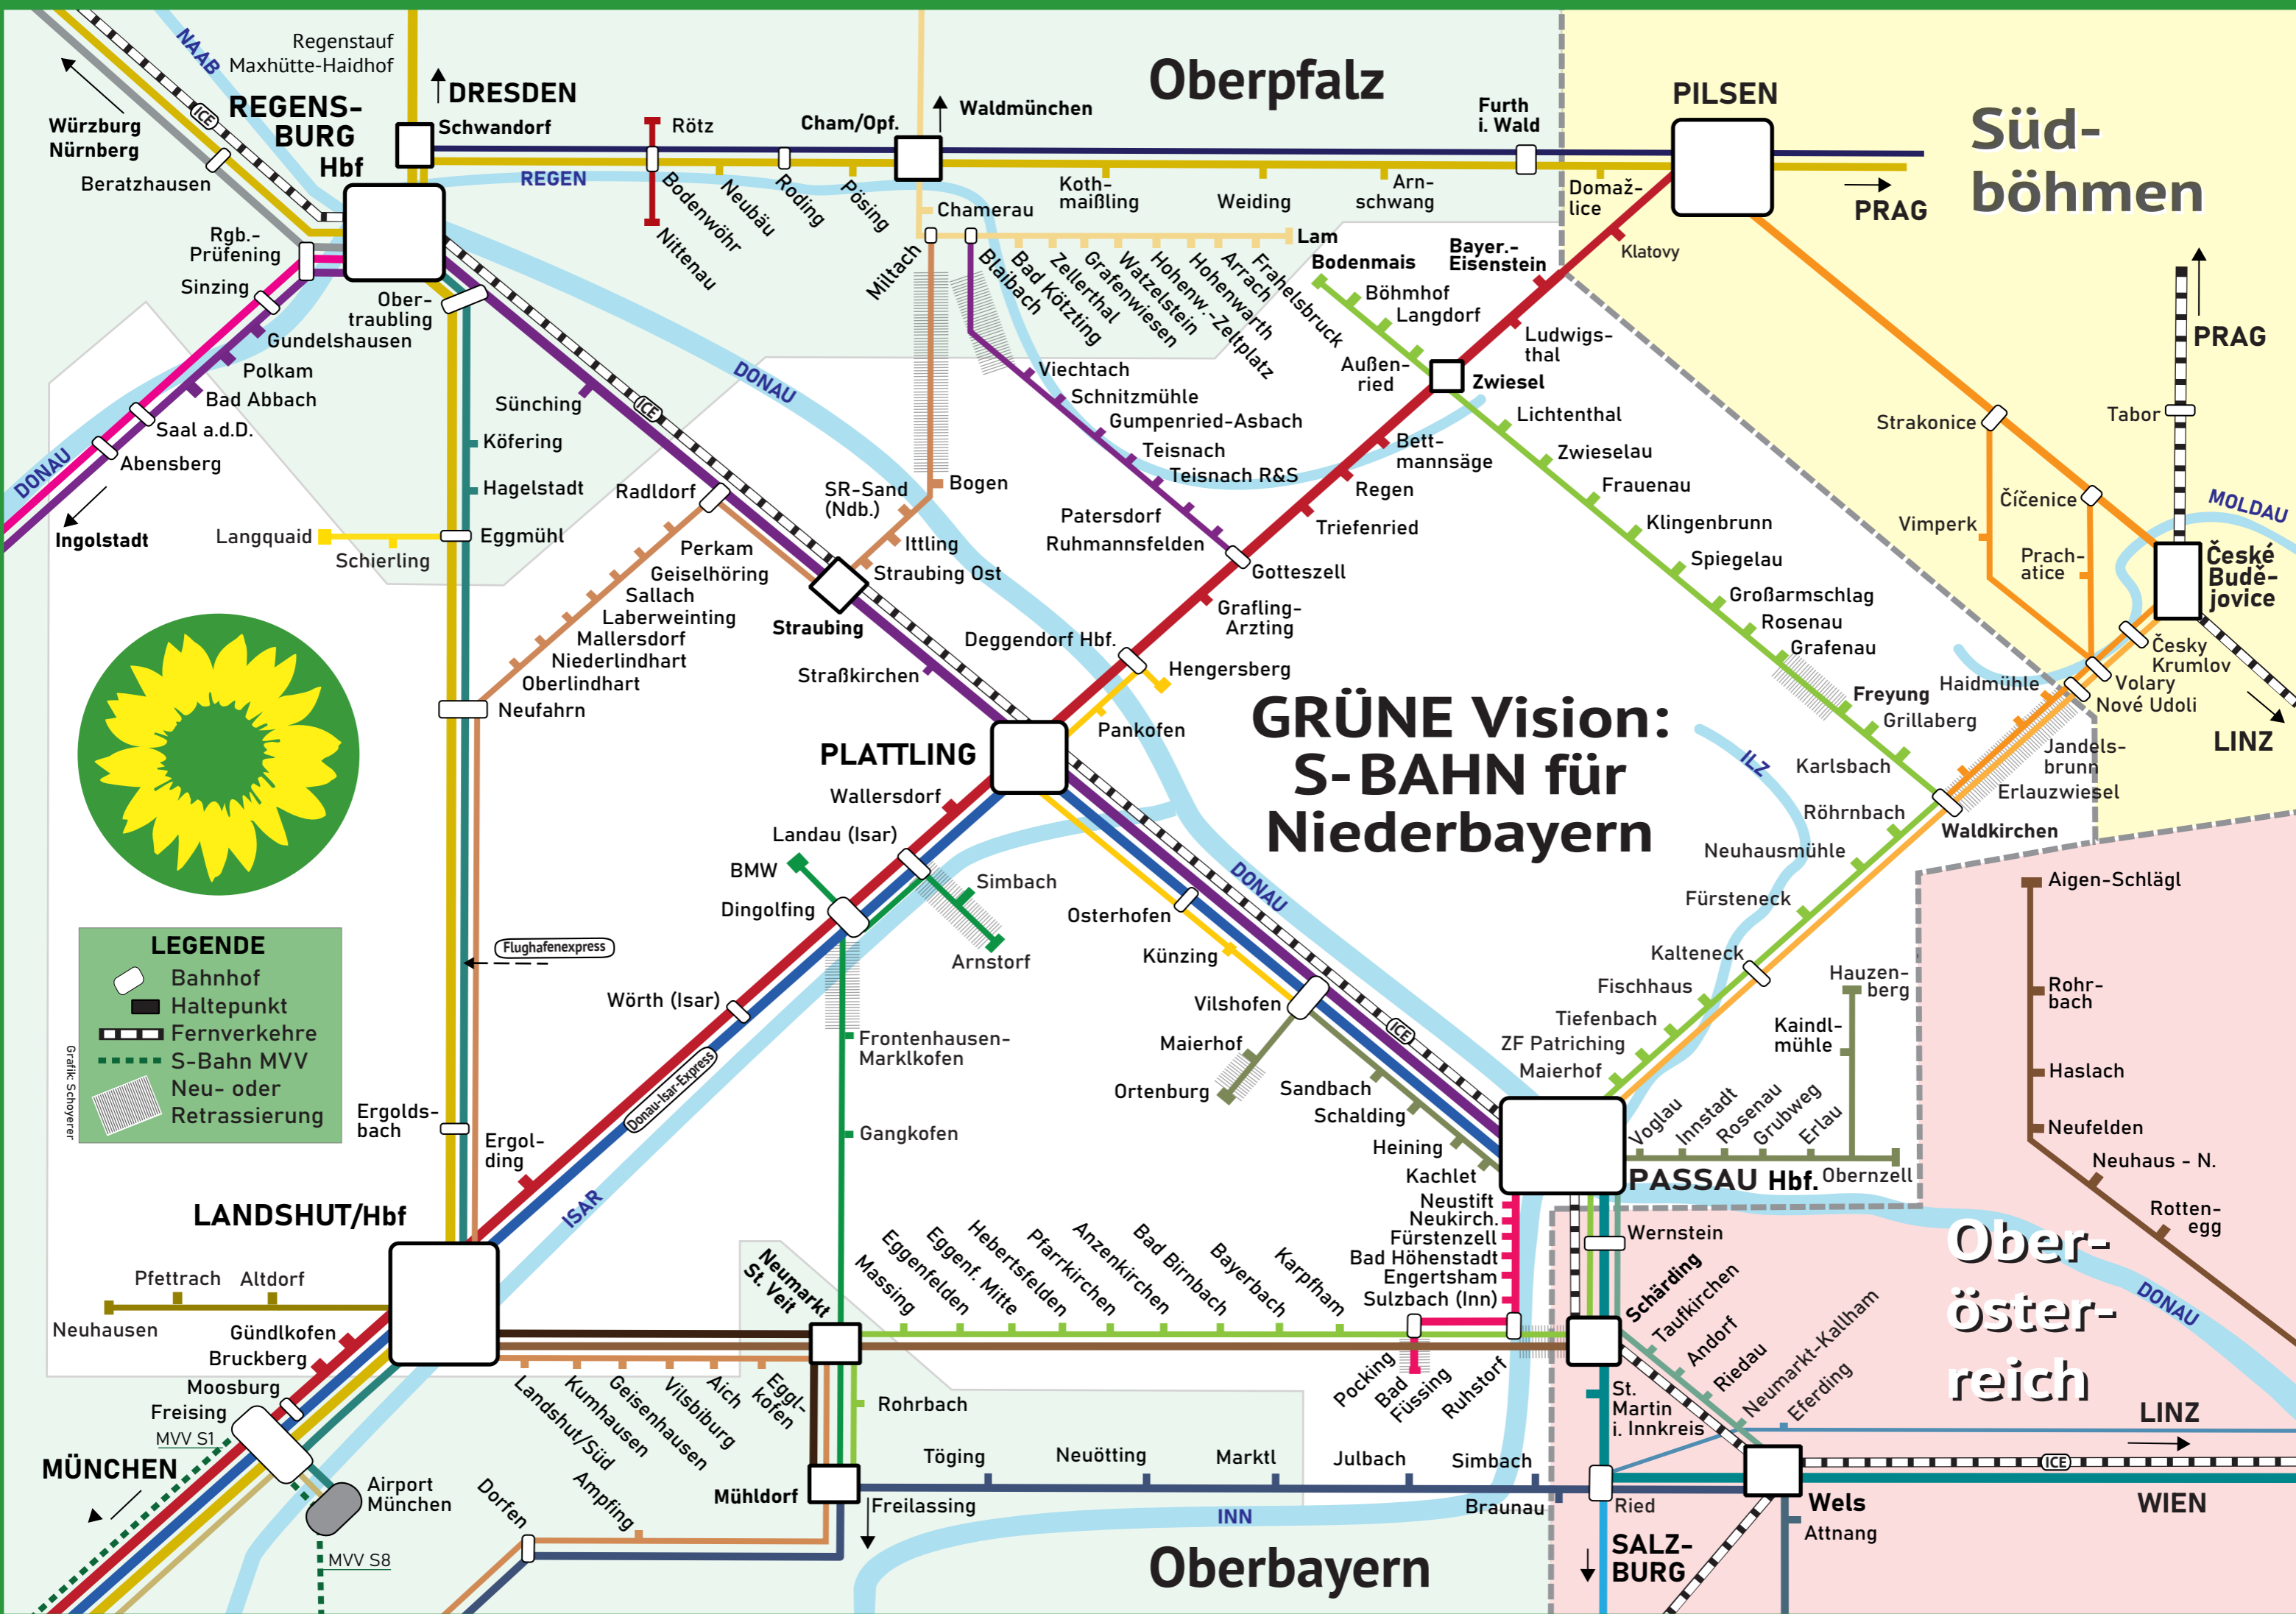 NAAB
Regenstauf
Maxhütte-Haidhof
DRESDEN
REGENS-
BURG
Hbf
Schwandorf
Würzburg
Nürnberg
Beratzhausen
ICE
Rgb.-
Prüfening
Sinzing
Gundelshausen
Polkam
Bad Abbach
Saal a.d.D.
Abensberg
DONAU
Ingolstadt
Ober-
traubling
REGEN
Rötz
Bodenwöhr
Nittenau
Neubäu
Roding
Pösing
Cham/Opf.
Waldmünchen
Oberpfalz
Chamerau
Koth-
maißling
Weiding
Arn-
schwang
Furth
i. Wald
Domaž-
lice
PILSEN
PRAG
Süd-
böhmen
Klatovy
Miltach
Blaibach
Bad Kötzting
Zellerthal
Grafenwiesen
Watzelstein
Hohenwarth
Hohenw.-Zeltplatz
Arrach
Frahelsbruck
Lam
Bodenmais
Böhmhof
Langdorf
Außen-
ried
Bayer.-
Eisenstein
Ludwigs-
thal
Zwiesel
Lichtenthal
Zwieselau
Frauenau
Klingenbrunn
Spiegelau
Großarmschlag
Rosenau
Grafenau
Freyung
Grillaberg
Karlsbach
Waldkirchen
Bett-
mannsäge
Regen
Triefenried
Gotteszell
Grafling-
Arzting
Deggendorf Hbf.
Hengersberg
Pankofen
Viechtach
Schnitzmühle
Gumpenried-Asbach
Teisnach
Teisnach R&S
Patersdorf
Ruhmannsfelden
DONAU
Sünching
ICE
Köfering
Hagelstadt
Eggmühl
Langquaid
Schierling
Radldorf
Perkam
Geiselhöring
Sallach
Laberweinting
Mallersdorf
Niederlindhart
Oberlindhart
Neufahrn
SR-Sand
(Ndb.)
Bogen
Ittling
Straubing Ost
Straubing
Straßkirchen
PLATTLING
GRÜNE Vision:
S-BAHN für
Niederbayern
PRAG
Tabor
Strakonice
Číčenice
Vimperk
Prach-
atice
MOLDAU
České
Budě-
jovice
Česky
Krumlov
Volary
Nové Udoli
Haidmühle
Jandels-
brunn
Erlauzwiesel
LINZ
ILZ
Röhrnbach
Neuhausmühle
Fürsteneck
Kalteneck
Fischhaus
Tiefenbach
ZF Patriching
Maierhof
Wallersdorf
Landau (Isar)
BMW
Dingolfing
Simbach
Arnstorf
Wörth (Isar)
Donau-Isar-Express
Frontenhausen-
Marklkofen
Gangkofen
Flughafenexpress
LEGENDE
Bahnhof
Haltepunkt
Fernverkehre
S-Bahn MVV
Neu- oder
Retrassierung
Grafik: Schoyerer
Ergolds-
bach
Ergol-
ding
ISAR
Osterhofen
Künzing
Vilshofen
Maierhof
Ortenburg
DONAU
ICE
Sandbach
Schalding
Heining
Kachlet
Hauzen-
berg
Kaindl-
mühle
Voglau
Innstadt
Rosenau
Grubweg
Erlau
Obernzell
PASSAU Hbf.
Aigen-Schlägl
Rohr-
bach
Haslach
Neufelden
Neuhaus - N.
Rotten-
egg
Ober-
öster-
reich
DONAU
LANDSHUT/Hbf
Pfettrach
Altdorf
Neuhausen
Gündlkofen
Bruckberg
Moosburg
Freising
MVV S1
MÜNCHEN
Airport
München
MVV S8
Landshut/Süd
Kumhausen
Geisenhausen
Vilsbiburg
Aich
Eggl-
kofen
Neumarkt
St. Veit
Massing
Eggenfelden
Eggenf. Mitte
Hebertsfelden
Pfarrkirchen
Anzenkirchen
Bad Birnbach
Bayerbach
Karpfham
Neustift
Neukirch.
Fürstenzell
Bad Höhenstadt
Engertsham
Sulzbach (Inn)
Pocking
Bad
Füssing
Ruhstorf
Wernstein
Schärding
Taufkirchen
Andorf
Riedau
Neumarkt-Kallham
Eferding
St.
Martin
i. Innkreis
LINZ
ICE
WIEN
Rohrbach
Dorfen
Ampfing
Mühldorf
Freilassing
Töging
Neuötting
Marktl
Julbach
Simbach
Braunau
Ried
Wels
Attnang
SALZ-
BURG
INN
Oberbayern